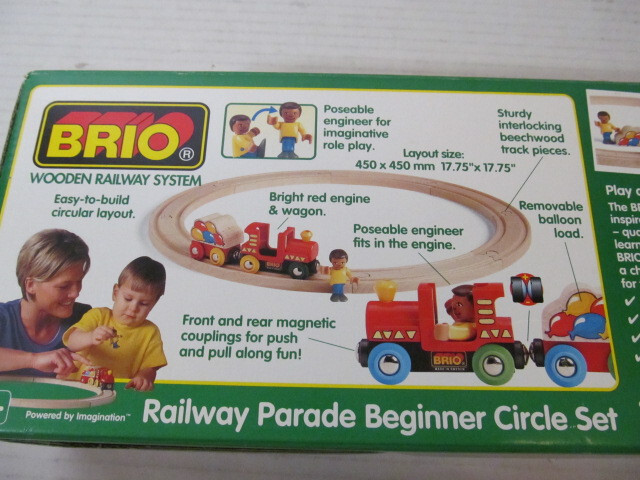 BRIO®
WOODEN RAILWAY SYSTEM
Easy-to-build
circular layout.
Poseable
engineer for
imaginative
role play.
Layout size:
450 x 450 mm 17.75" x 17.75"
Sturdy
interlocking
beechwood
track pieces.
Bright red engine
& wagon.
Poseable engineer
fits in the engine.
Removable
balloon
load.
Front and rear magnetic
couplings for push
and pull along fun!
BRIO
Powered by Imagination™
Railway Parade Beginner Circle Set
Play
The
inspi
– qu
learn
a ch
for